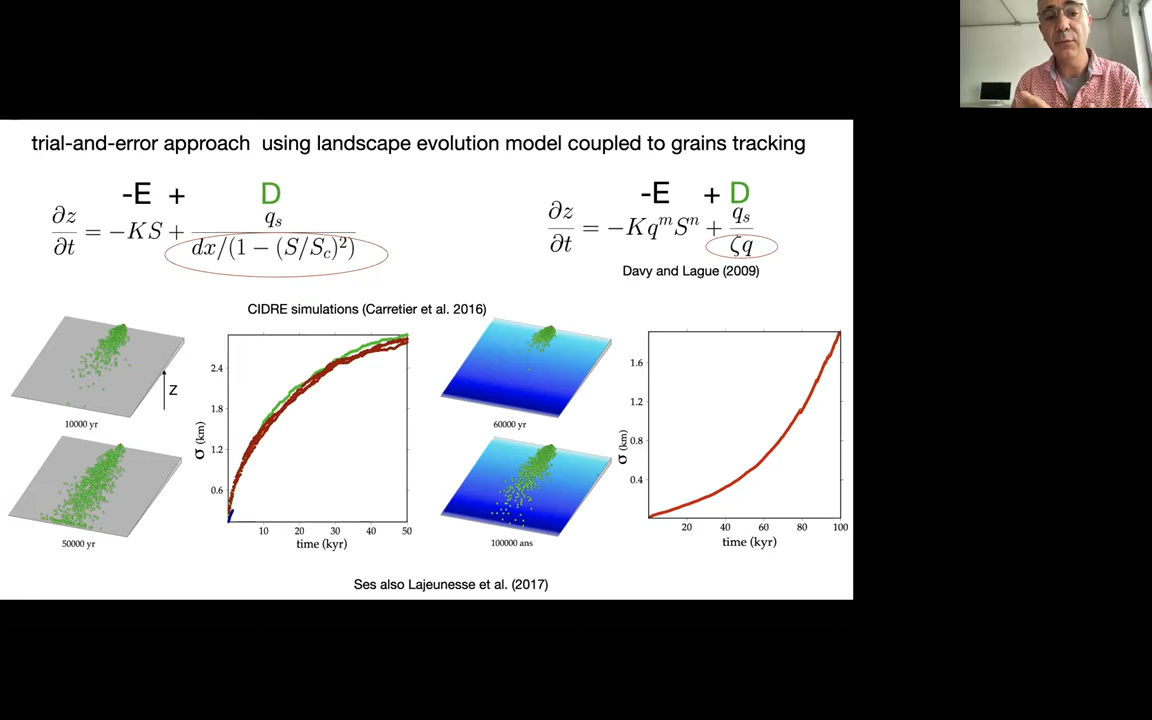 trial-and-error approach using landscape evolution model coupled to grains tracking
-E + D
∂z/∂t = −KS + q_s / (dx/(1 − (S/S_c)²))
-E + D
∂z/∂t = −Kq^m S^n + q_s / (ζq)
Davy and Lague (2009)
CIDRE simulations (Carretier et al. 2016)
Z
10000 yr
50000 yr
σ (km)
2.4
1.8
1.2
0.6
10 20 30 40 50
time (kyr)
60000 yr
100000 ans
σ (km)
1.6
1.2
0.8
0.4
20 40 60 80 100
time (kyr)
Ses also Lajeunesse et al. (2017)